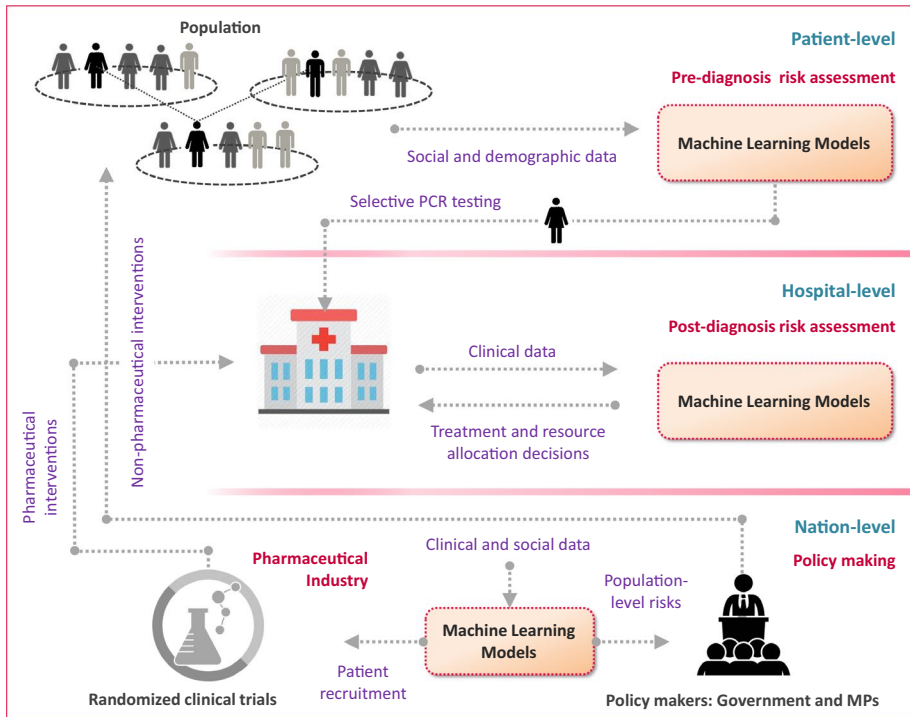 Population
Patient-level
Pre-diagnosis risk assessment
Machine Learning Models
Social and demographic data
Selective PCR testing
Hospital-level
Post-diagnosis risk assessment
Clinical data
Machine Learning Models
Treatment and resource
allocation decisions
Pharmaceutical
interventions
Non-pharmaceutical interventions
Nation-level
Policy making
Pharmaceutical
Industry
Clinical and social data
Population-
level risks
Machine Learning
Models
Patient
recruitment
Randomized clinical trials
Policy makers: Government and MPs